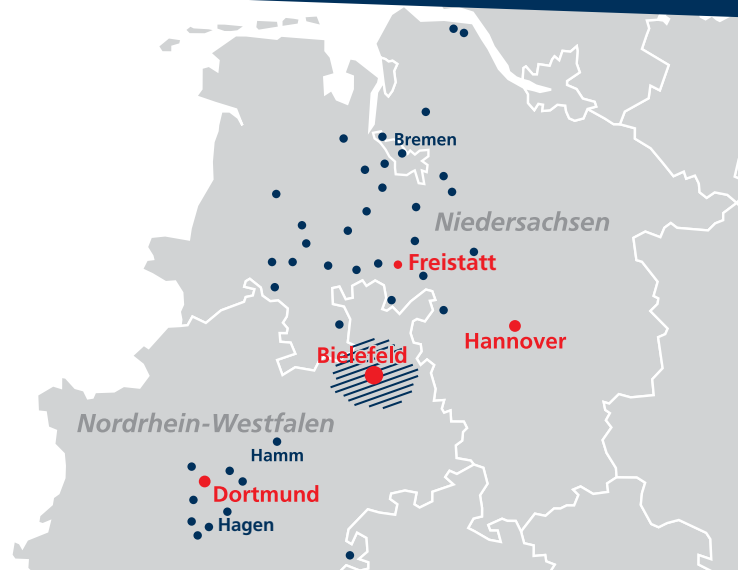 Bremen
Niedersachsen
Freistatt
Hannover
Bielefeld
Nordrhein-Westfalen
Hamm
Dortmund
Hagen